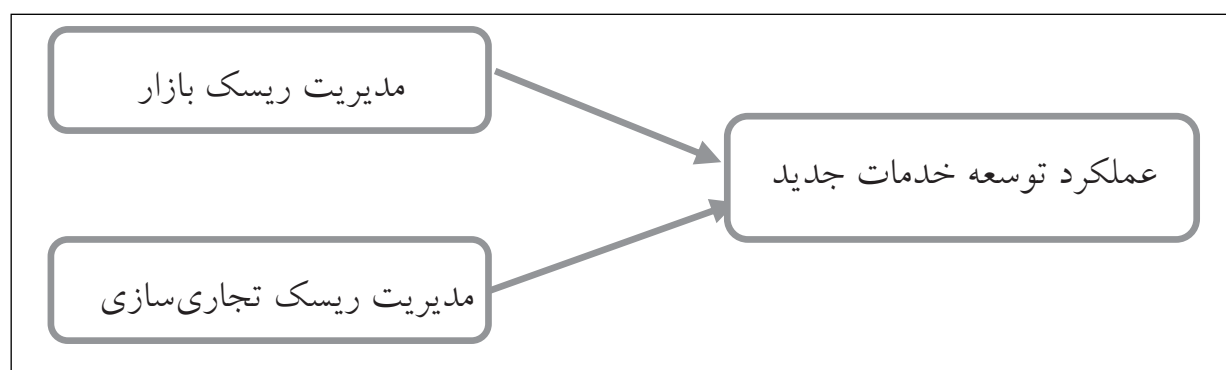 مدیریت ریسک بازار
عملکرد توسعه خدمات جدید
مدیریت ریسک تجاری‌سازی